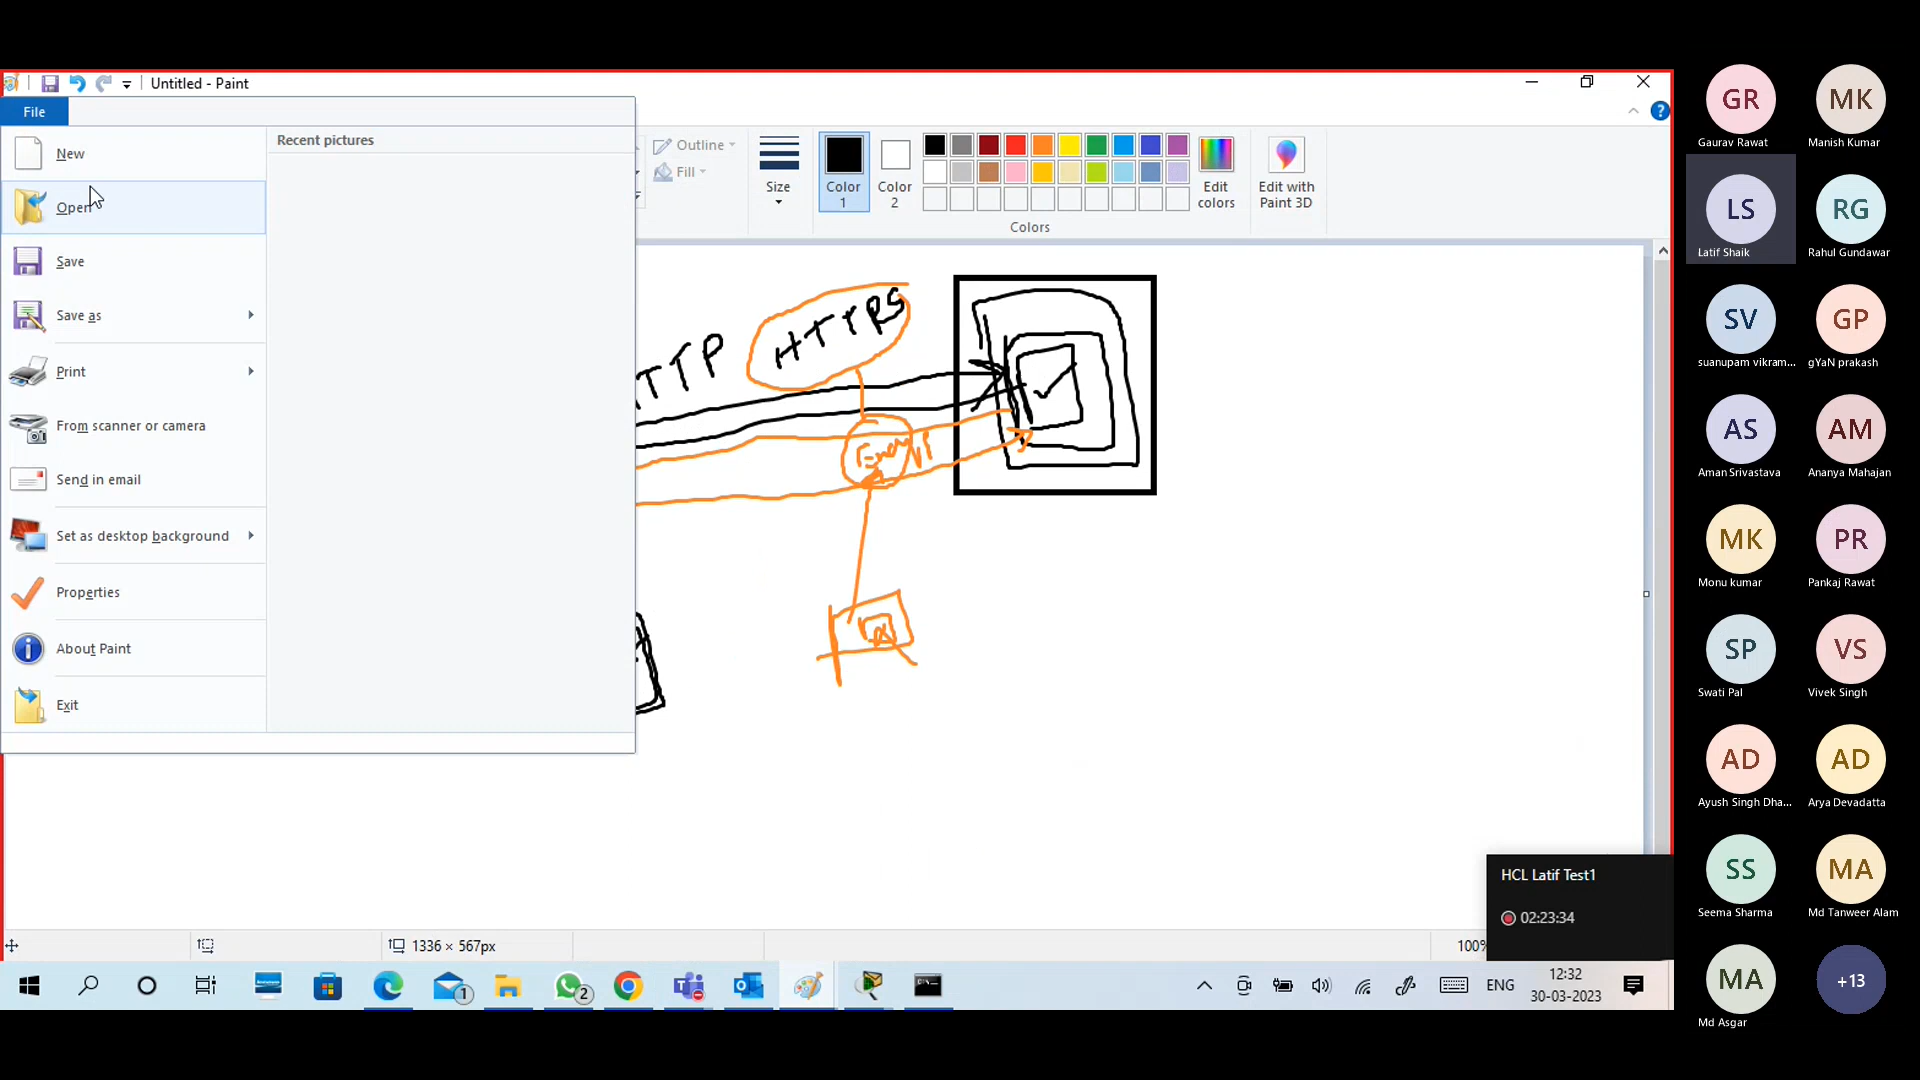 Untitled - Paint
File
New
Open
Save
Save as
Print
From scanner or camera
Send in email
Set as desktop background
Properties
About Paint
Exit
Recent pictures
Outline
Fill
Size
Color 1
Color 2
Edit colors
Edit with Paint 3D
Colors
TTP
HTTPS
1336 × 567px
100%
HCL Latif Test1
02:23:34
1
2
ENG
12:32
30-03-2023
GR
Gaurav Rawat
MK
Manish Kumar
LS
Latif Shaik
RG
Rahul Gundawar
SV
suanupam vikram...
GP
gYaN prakash
AS
Aman Srivastava
AM
Ananya Mahajan
MK
Monu kumar
PR
Pankaj Rawat
SP
Swati Pal
VS
Vivek Singh
AD
Ayush Singh Dha...
AD
Arya Devadatta
SS
Seema Sharma
MA
Md Tanweer Alam
MA
Md Asgar
+13